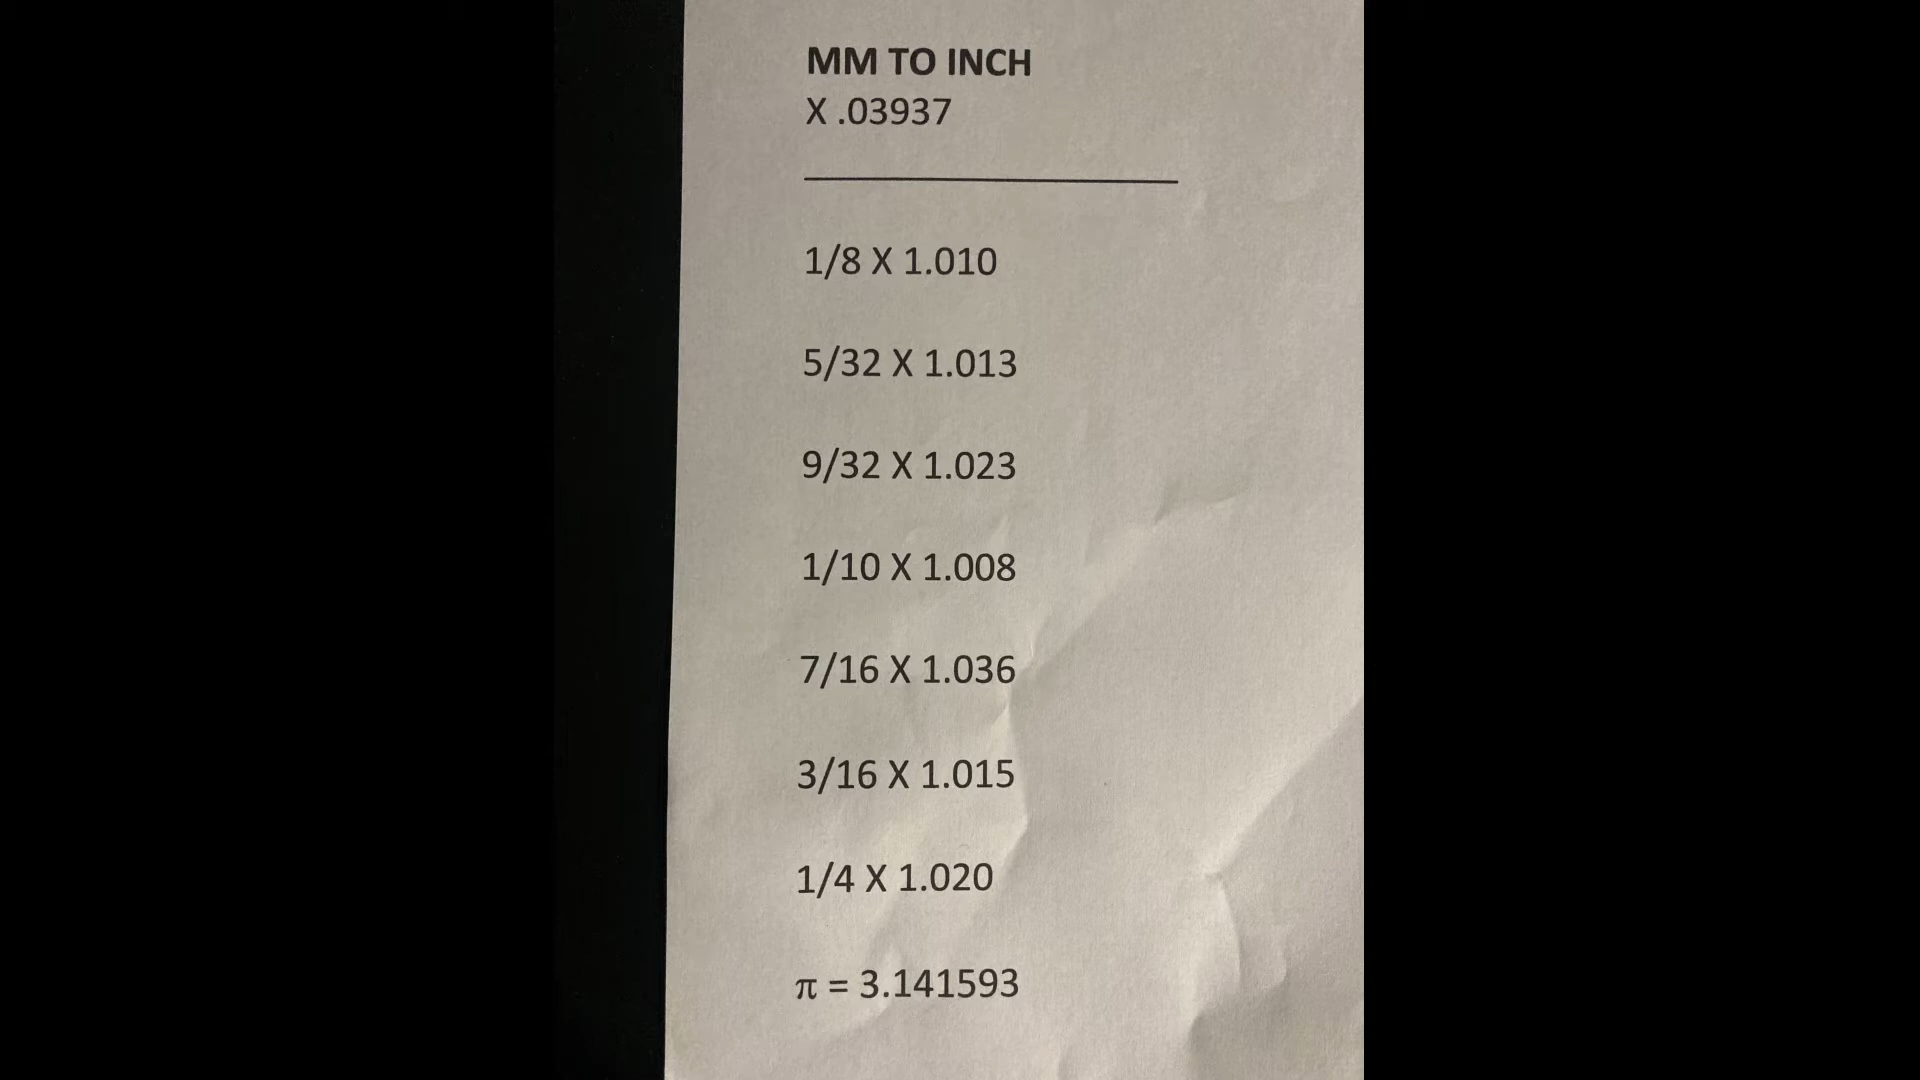 MM TO INCH
X .03937
1/8 X 1.010
5/32 X 1.013
9/32 X 1.023
1/10 X 1.008
7/16 X 1.036
3/16 X 1.015
1/4 X 1.020
π = 3.141593